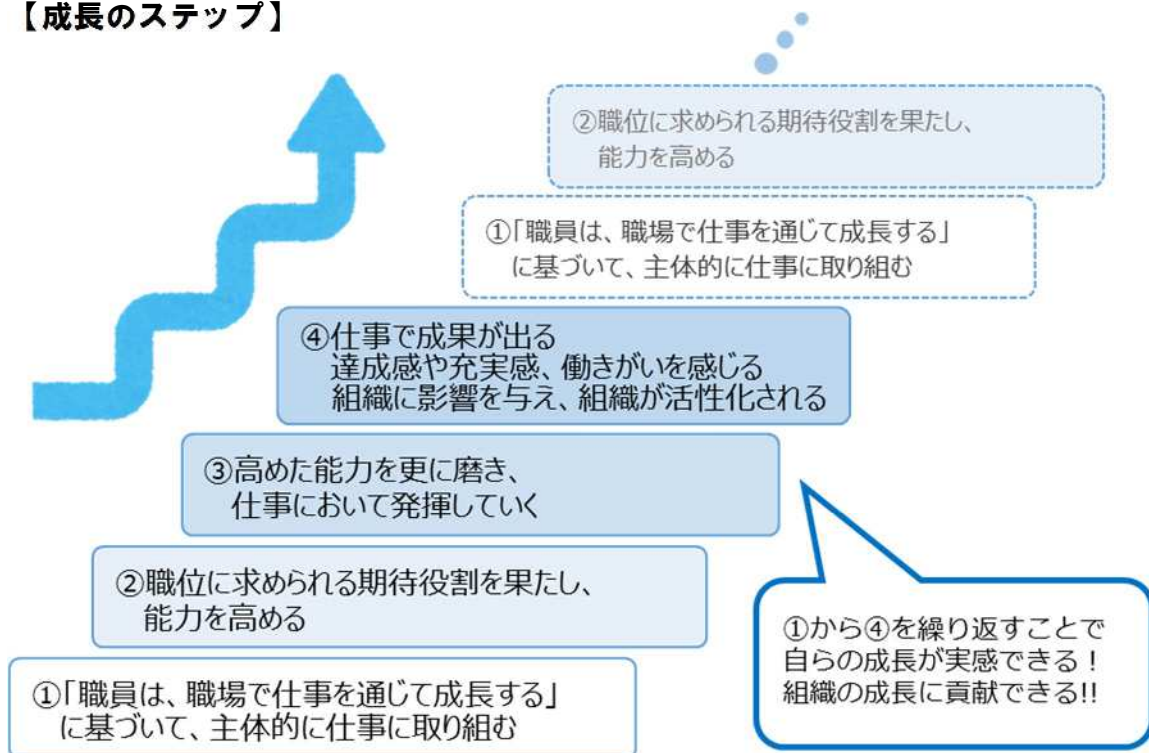 【成長のステップ】
②職位に求められる期待役割を果たし、
能力を高める
①「職員は、職場で仕事を通じて成長する」
に基づいて、主体的に仕事に取り組む
④仕事で成果が出る
達成感や充実感、働きがいを感じる
組織に影響を与え、組織が活性化される
③高めた能力を更に磨き、
仕事において発揮していく
②職位に求められる期待役割を果たし、
能力を高める
①「職員は、職場で仕事を通じて成長する」
に基づいて、主体的に仕事に取り組む
①から④を繰り返すことで
自らの成長が実感できる！
組織の成長に貢献できる!!